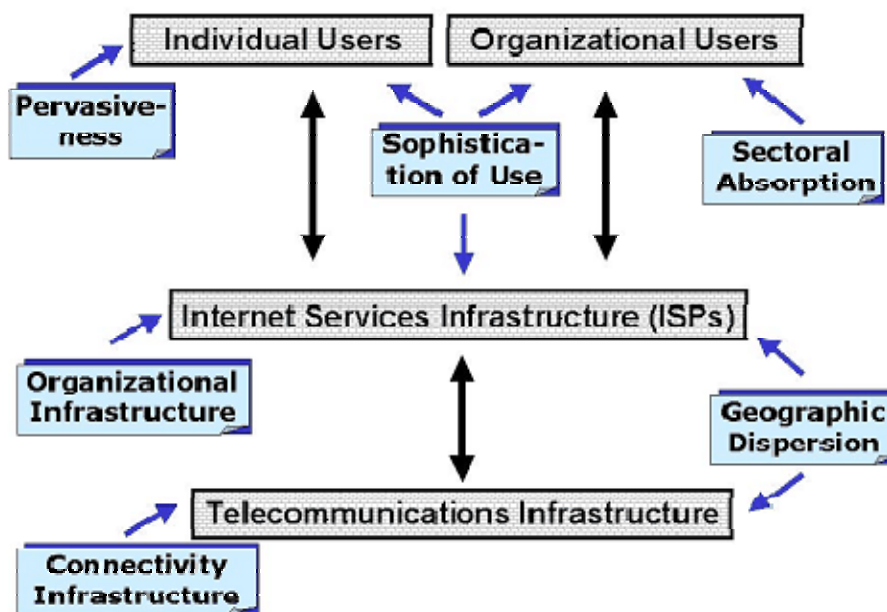 Individual Users
Organizational Users
Pervasive-
ness
Sophistica-
tion of Use
Sectoral
Absorption
Internet Services Infrastructure (ISPs)
Organizational
Infrastructure
Geographic
Dispersion
Telecommunications Infrastructure
Connectivity
Infrastructure